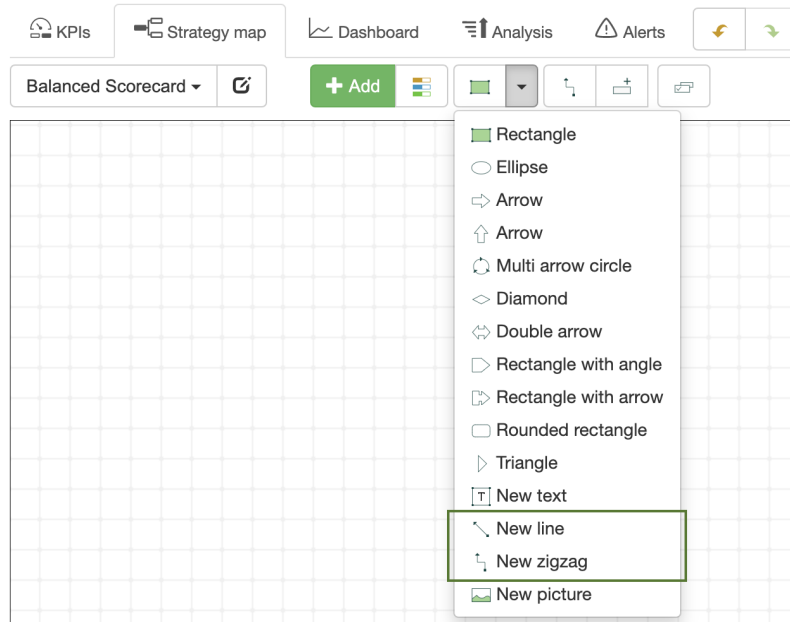 KPIs
Strategy map
Dashboard
Analysis
Alerts
Balanced Scorecard
Add
Rectangle
Ellipse
Arrow
Arrow
Multi arrow circle
Diamond
Double arrow
Rectangle with angle
Rectangle with arrow
Rounded rectangle
Triangle
T New text
New line
New zigzag
New picture